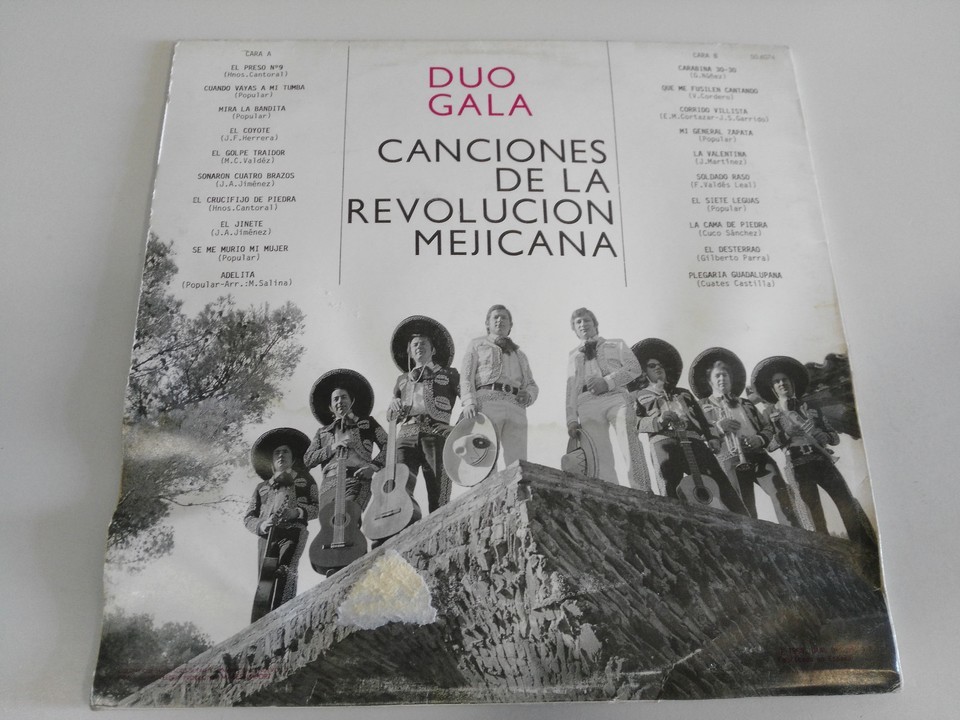 CARA A
EL PRESO Nº9
(Hnos.Cantoral)
CUANDO VAYAS A MI TUMBA
(Popular)
MIRA LA BANDITA
(Popular)
EL COYOTE
(J.F.Herrera)
EL GOLPE TRAIDOR
(M.C.Valdéz)
SONARON CUATRO BRAZOS
(J.A.Jiménez)
EL CRUCIFIJO DE PIEDRA
(Hnos.Cantoral)
EL JINETE
(J.A.Jiménez)
SE ME MURIO MI MUJER
(Popular)
ADELITA
(Popular-Arr.:M.Salina)
DUO
GALA
CANCIONES
DE LA
REVOLUCION
MEJICANA
CARA B
CARABINA 30-30
(G.Núñez)
QUE ME FUSILEN CANTANDO
(V.Cordero)
CORRIDO VILLISTA
(E.M.Cortazar-J.S.Garrido)
MI GENERAL ZAPATA
(Popular)
LA VALENTINA
(J.Martinez)
SOLDADO RASO
(F.Valdés Leal)
EL SIETE LEGUAS
(Popular)
LA CAMA DE PIEDRA
(Cuco Sánchez)
EL DESTERRAO
(Gilberto Parra)
PLEGARIA GUADALUPANA
(Cuates Castilla)